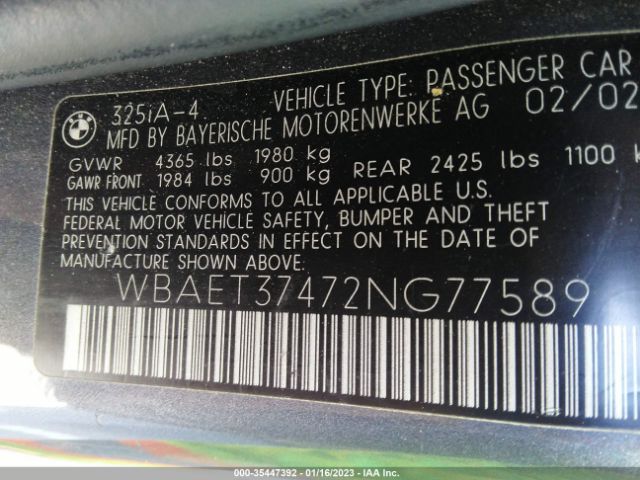 BMW
325iA-4 VEHICLE TYPE: PASSENGER CAR
MFD BY BAYERISCHE MOTORENWERKE AG 02/02
GVWR 4365 lbs 1980 kg
GAWR FRONT 1984 lbs 900 kg REAR 2425 lbs 1100 k
THIS VEHICLE CONFORMS TO ALL APPLICABLE U.S.
FEDERAL MOTOR VEHICLE SAFETY, BUMPER AND THEFT
PREVENTION STANDARDS IN EFFECT ON THE DATE OF
MANUFACTURE SHOWN ABOVE.
WBAET37472NG77589
000-35447392 - 01/16/2023 - IAA Inc.